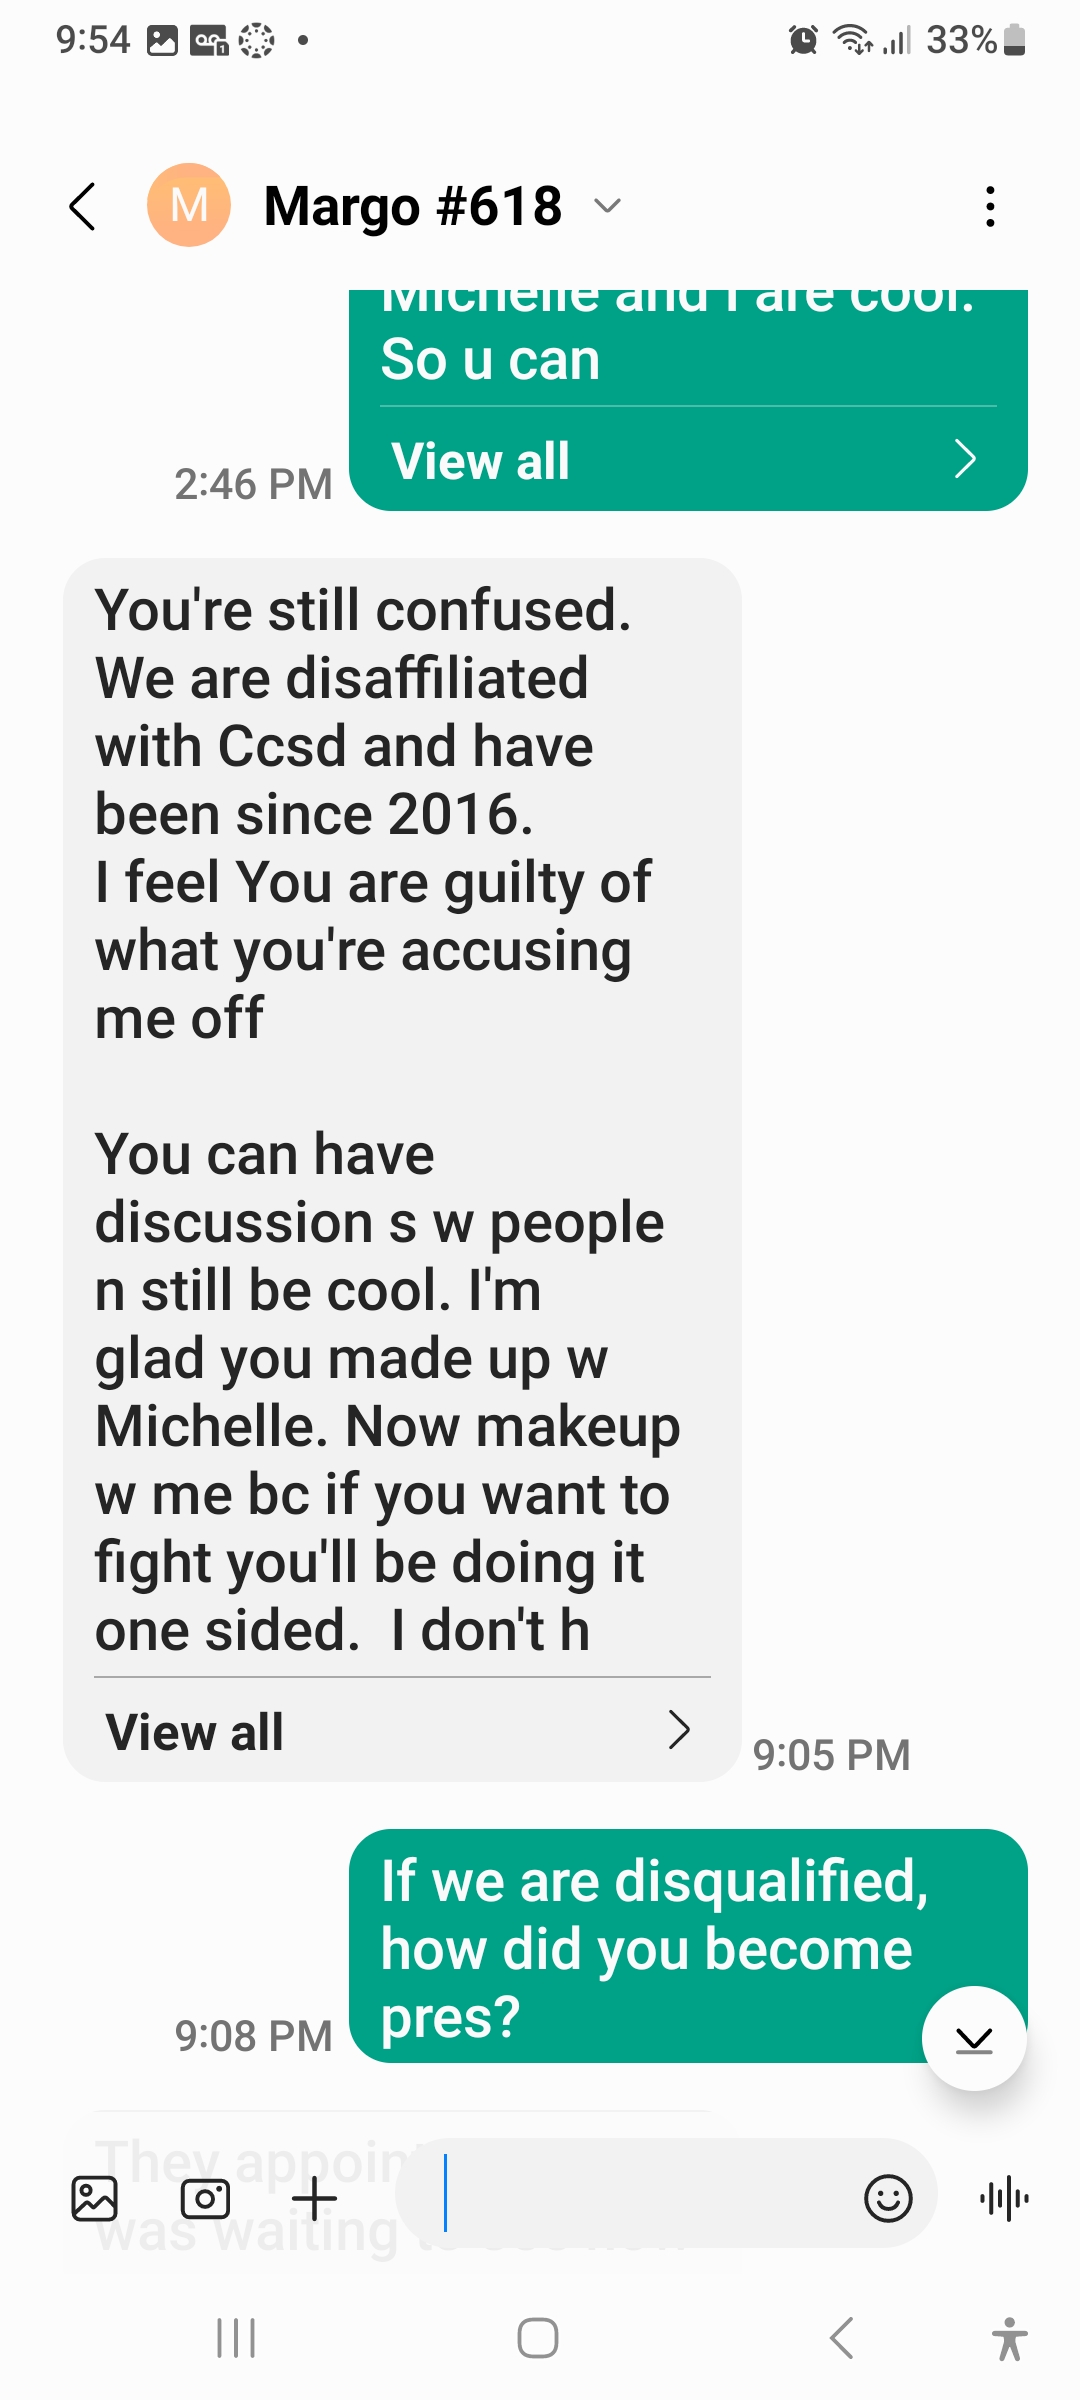 9:54
33%
M
Margo #618
Michelle and I are cool.
So u can
View all
2:46 PM
You're still confused.
We are disaffiliated
with Ccsd and have
been since 2016.
I feel You are guilty of
what you're accusing
me off
You can have
discussion s w people
n still be cool. I'm
glad you made up w
Michelle. Now makeup
w me bc if you want to
fight you'll be doing it
one sided.  I don't h
View all
9:05 PM
If we are disqualified,
how did you become
pres?
9:08 PM
They
was waiting